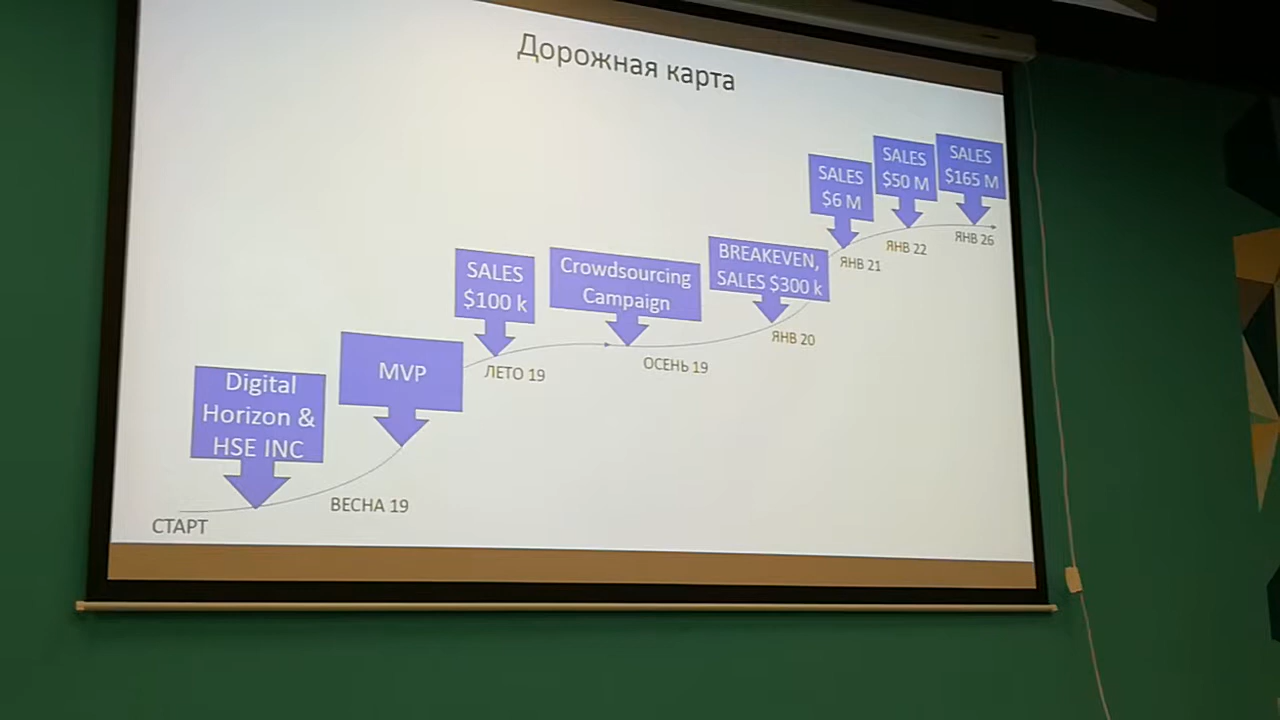 Дорожная карта
Digital
Horizon &
HSE INC
СТАРТ
MVP
ВЕСНА 19
SALES
$100 k
ЛЕТО 19
Crowdsourcing
Campaign
ОСЕНЬ 19
BREAKEVEN,
SALES $300 k
ЯНВ 20
SALES
$6 M
ЯНВ 21
SALES
$50 M
ЯНВ 22
SALES
$165 M
ЯНВ 26